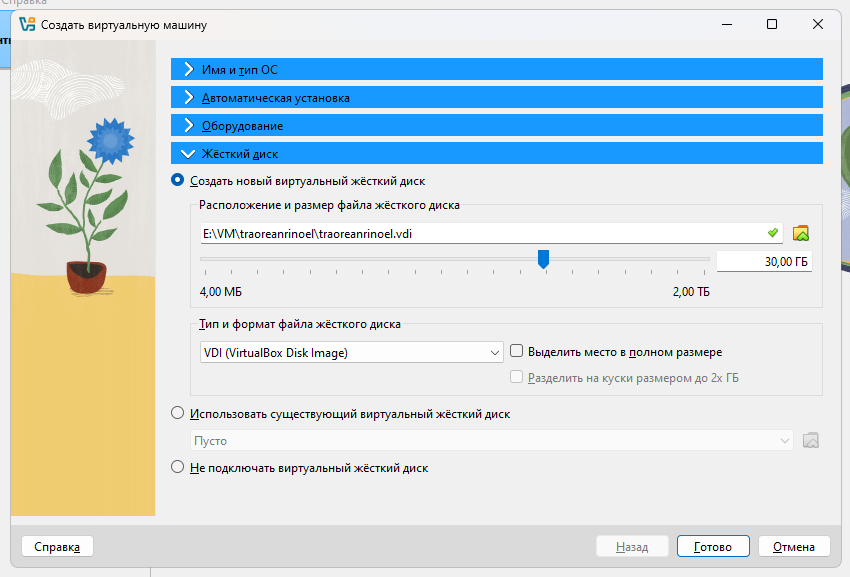 Справка
Создать виртуальную машину
Имя и тип ОС
Автоматическая установка
Оборудование
Жёсткий диск
Создать новый виртуальный жёсткий диск
Расположение и размер файла жёсткого диска
E:\VM\traoreanrinoel\traoreanrinoel.vdi
30,00 ГБ
4,00 МБ
2,00 ТБ
Тип и формат файла жёсткого диска
VDI (VirtualBox Disk Image)
Выделить место в полном размере
Разделить на куски размером до 2х ГБ
Использовать существующий виртуальный жёсткий диск
Пусто
Не подключать виртуальный жёсткий диск
Справка
Назад
Готово
Отмена